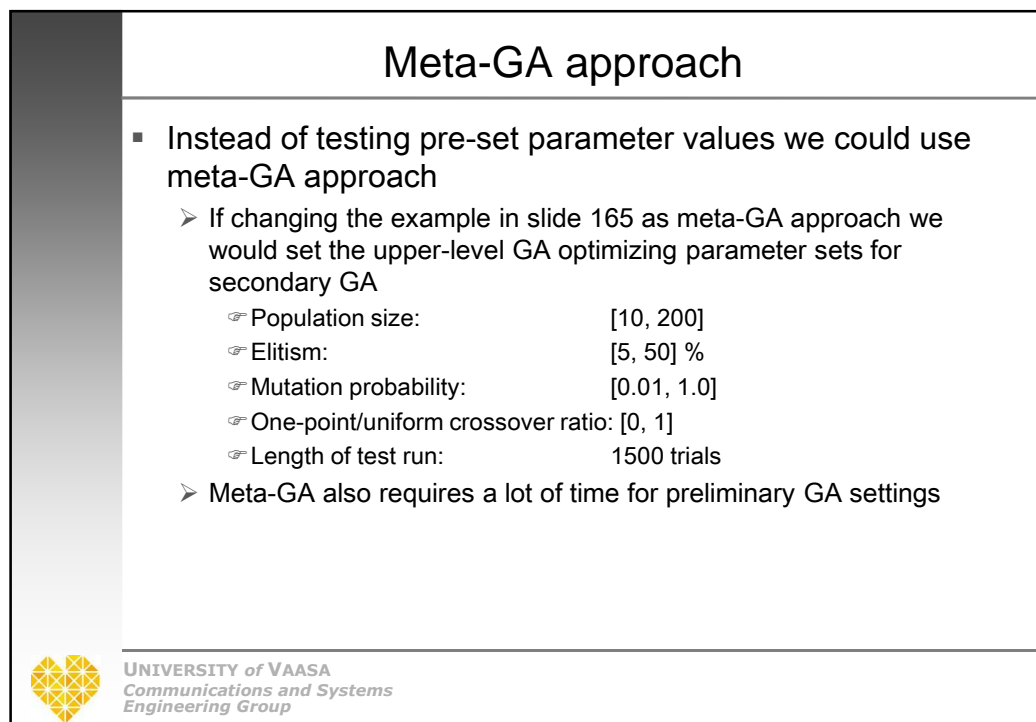 Meta-GA approach
▪ Instead of testing pre-set parameter values we could use
meta-GA approach
➢ If changing the example in slide 165 as meta-GA approach we
would set the upper-level GA optimizing parameter sets for
secondary GA
☞ Population size: [10, 200]
☞ Elitism: [5, 50] %
☞ Mutation probability: [0.01, 1.0]
☞ One-point/uniform crossover ratio: [0, 1]
☞ Length of test run: 1500 trials
➢ Meta-GA also requires a lot of time for preliminary GA settings
UNIVERSITY of VAASA
Communications and Systems
Engineering Group